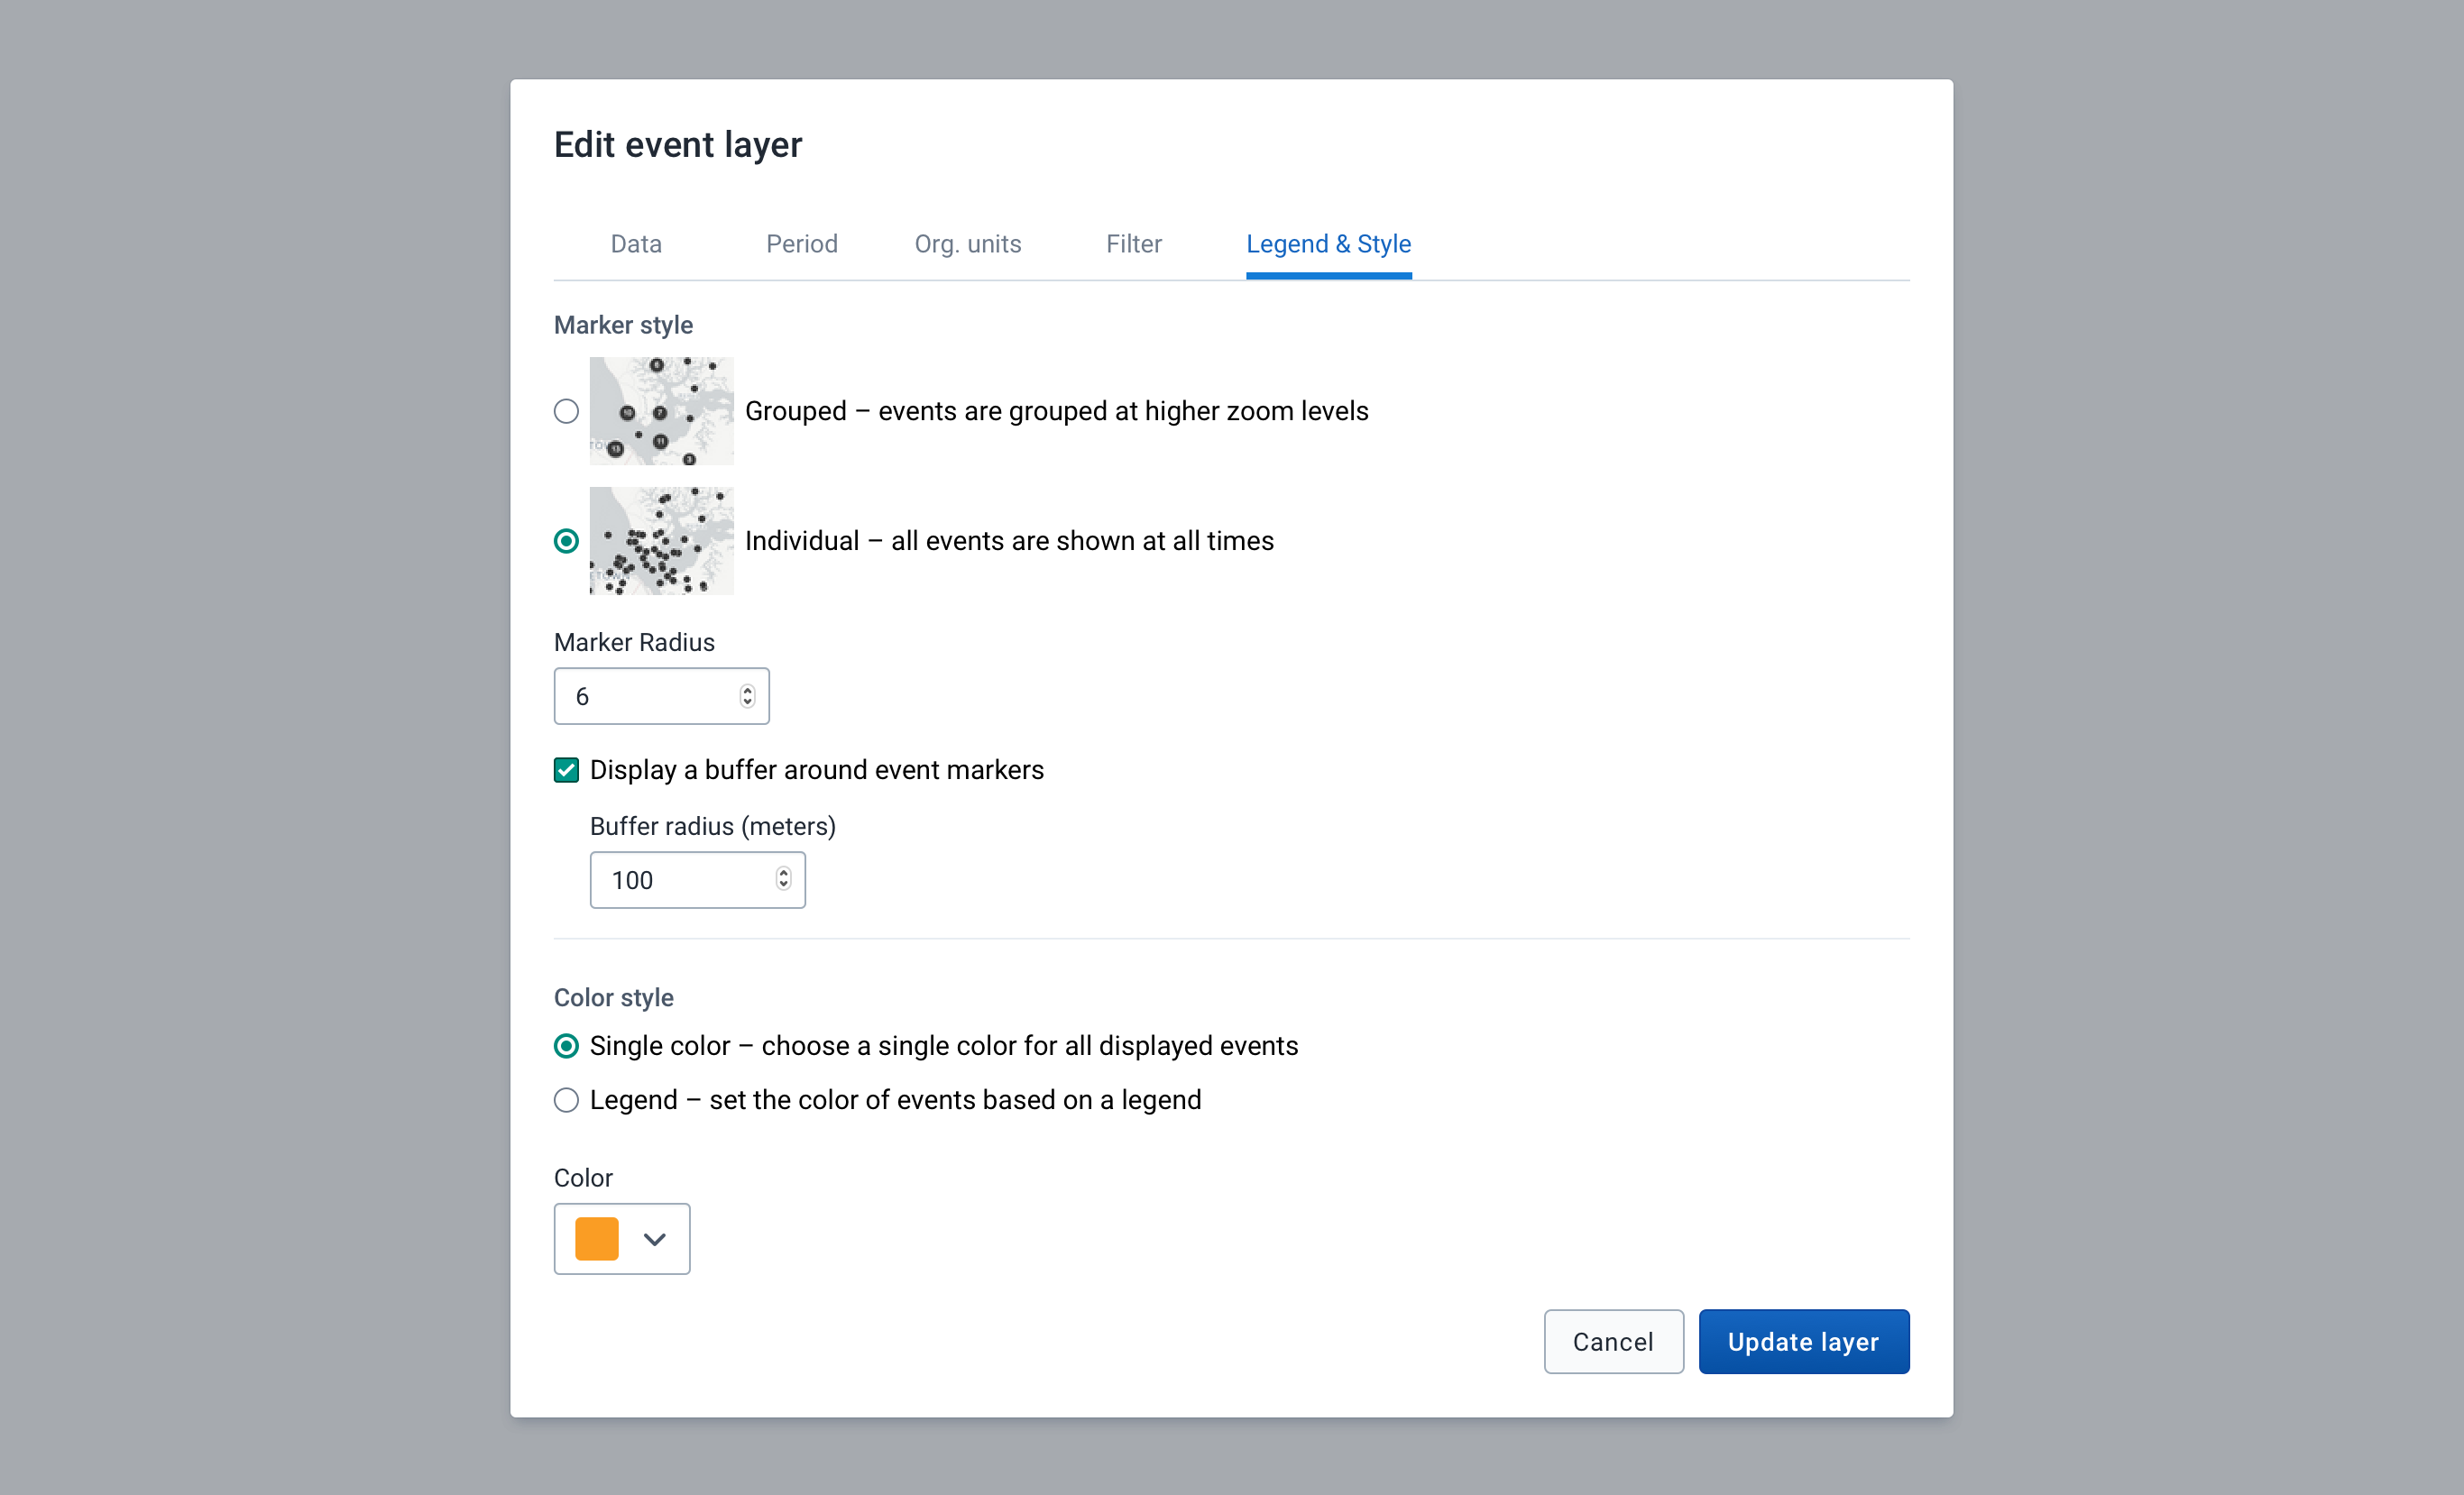 Edit event layer
Data Period Org. units Filter Legend & Style
Marker style
Grouped – events are grouped at higher zoom levels
Individual – all events are shown at all times
Marker Radius
6
Display a buffer around event markers
Buffer radius (meters)
100
Color style
Single color – choose a single color for all displayed events
Legend – set the color of events based on a legend
Color
Cancel Update layer